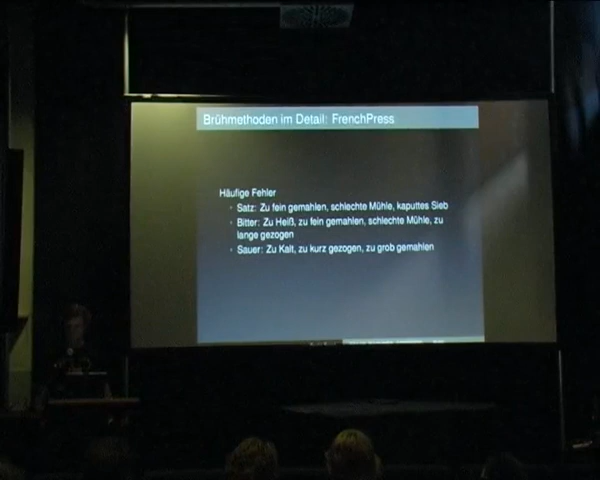 Brühmethoden im Detail: FrenchPress
Häufige Fehler
Satz: Zu fein gemahlen, schlechte Mühle, kaputtes Sieb
Bitter: Zu Heiß, zu fein gemahlen, schlechte Mühle, zu
lange gezogen
Sauer: Zu Kalt, zu kurz gezogen, zu grob gemahlen